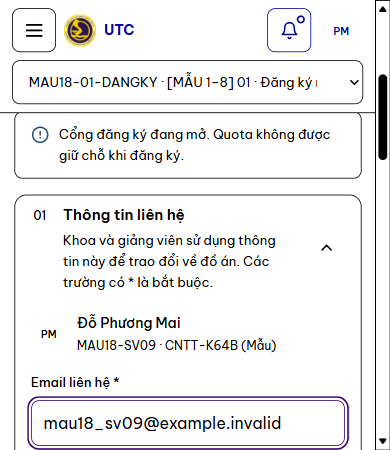 UTC
PM
MAU18-01-DANGKY · [MẪU 1–8] 01 · Đăng ký
Cổng đăng ký đang mở. Quota không được
giữ chỗ khi đăng ký.
01 Thông tin liên hệ
Khoa và giảng viên sử dụng thông
tin này để trao đổi về đồ án. Các
trường có * là bắt buộc.
PM
Đỗ Phương Mai
MAU18-SV09 · CNTT-K64B (Mẫu)
Email liên hệ *
mau18_sv09@example.invalid